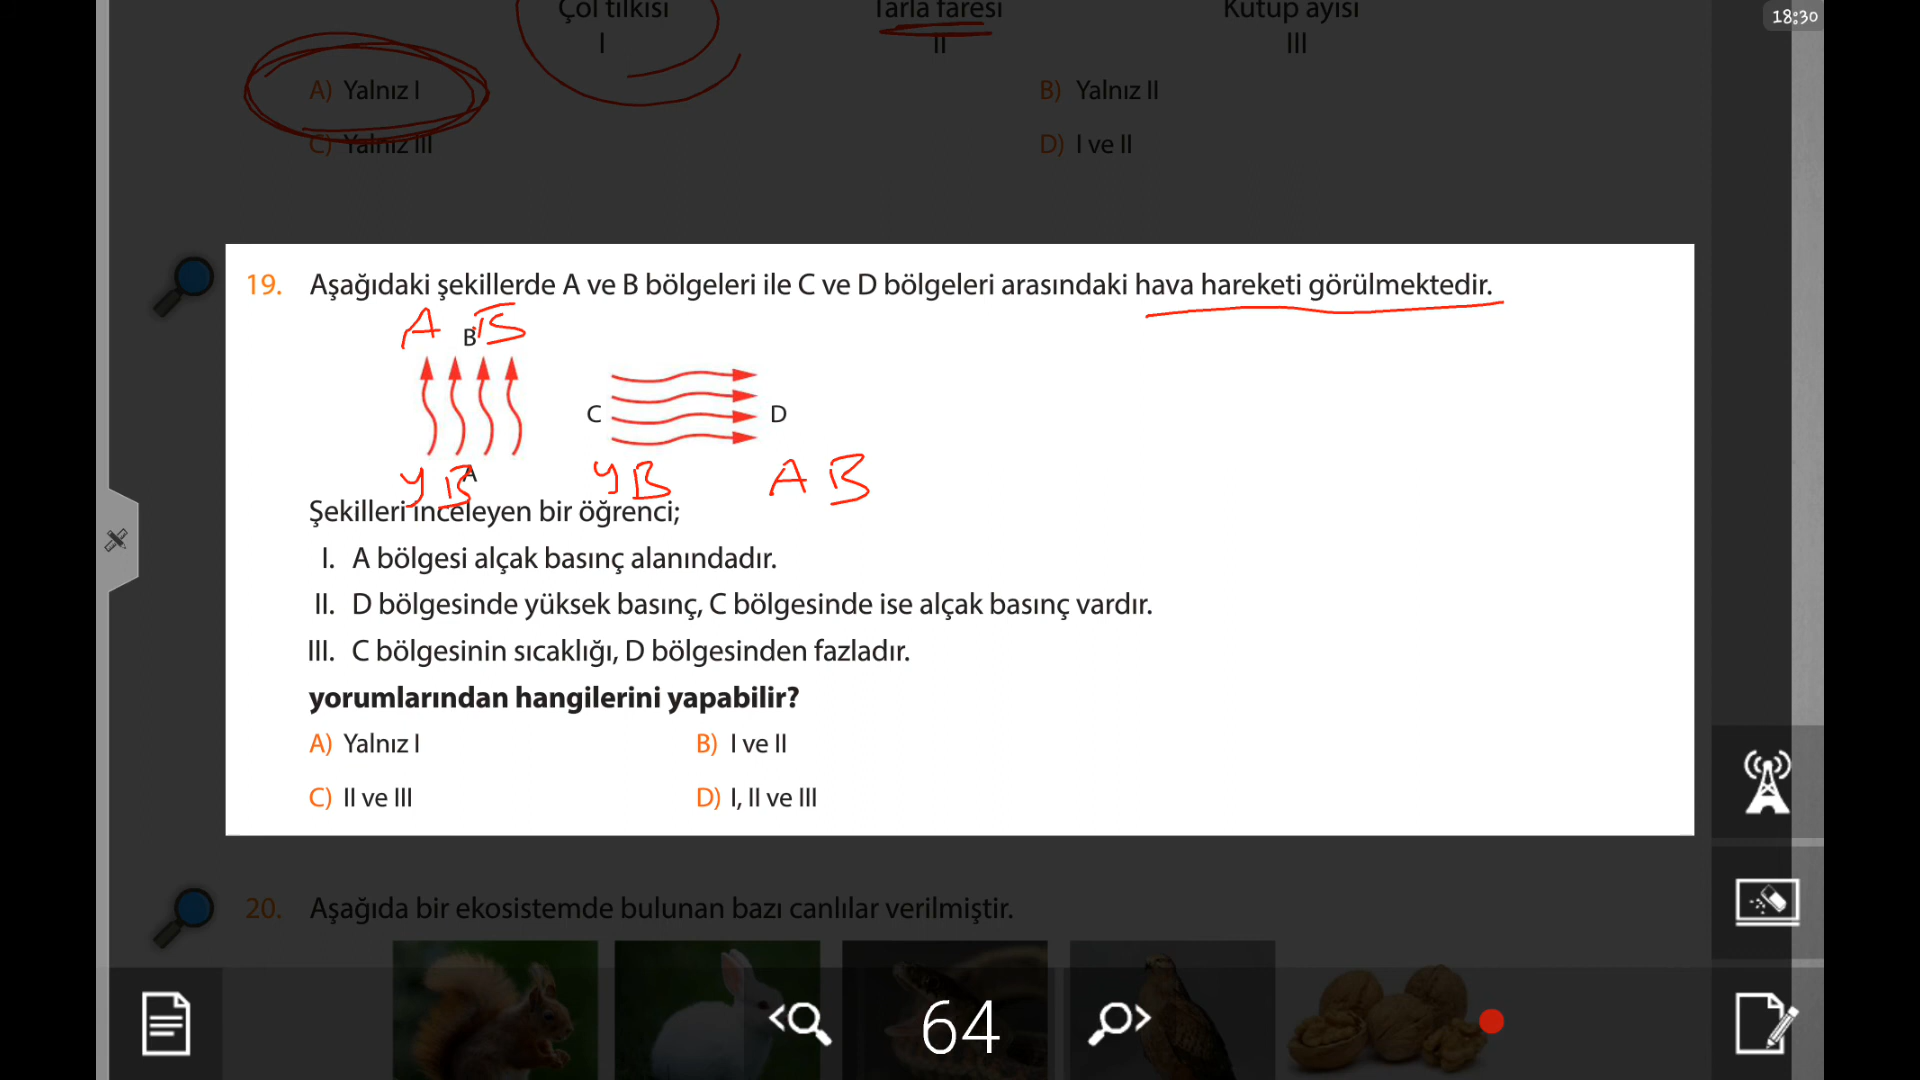 18:30
Çöl tilkisi Tarla faresi Kutup ayısı
I II III
A) Yalnız I B) Yalnız II
C) Yalnız III D) I ve II
19. Aşağıdaki şekillerde A ve B bölgeleri ile C ve D bölgeleri arasındaki hava hareketi görülmektedir.
A B B
C D
Y B A Y B A B
Şekilleri inceleyen bir öğrenci;
I. A bölgesi alçak basınç alanındadır.
II. D bölgesinde yüksek basınç, C bölgesinde ise alçak basınç vardır.
III. C bölgesinin sıcaklığı, D bölgesinden fazladır.
yorumlarından hangilerini yapabilir?
A) Yalnız I B) I ve II
C) II ve III D) I, II ve III
20. Aşağıda bir ekosistemde bulunan bazı canlılar verilmiştir.
64